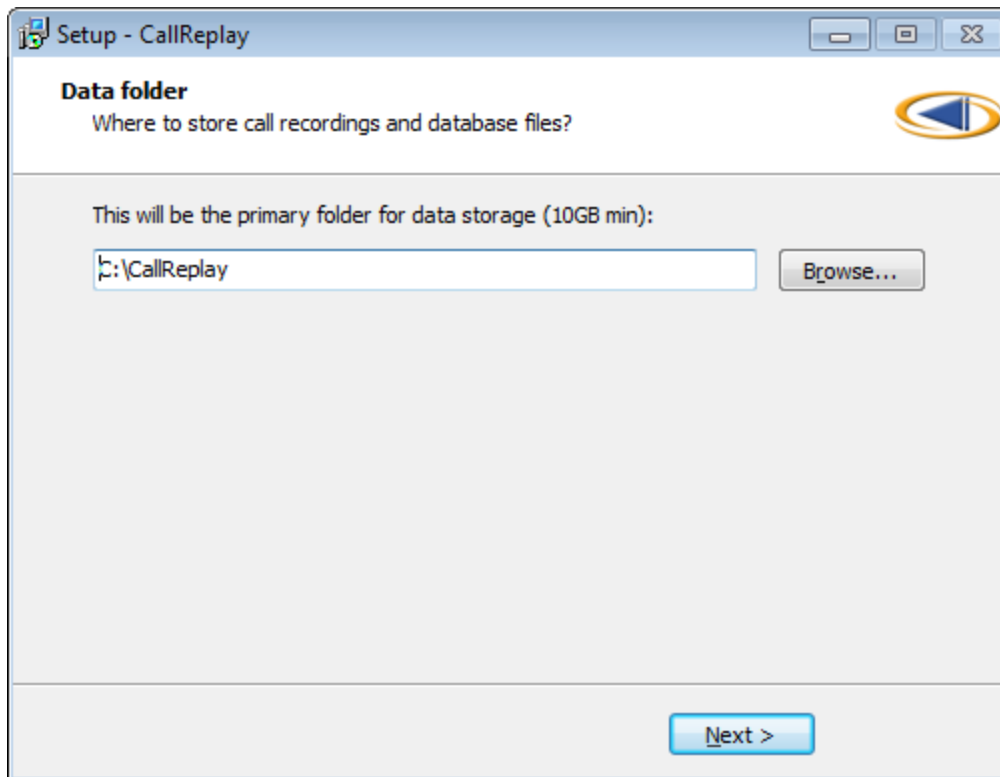 Setup - CallReplay
Data folder
Where to store call recordings and database files?
This will be the primary folder for data storage (10GB min):
C:\CallReplay
Browse...
Next >